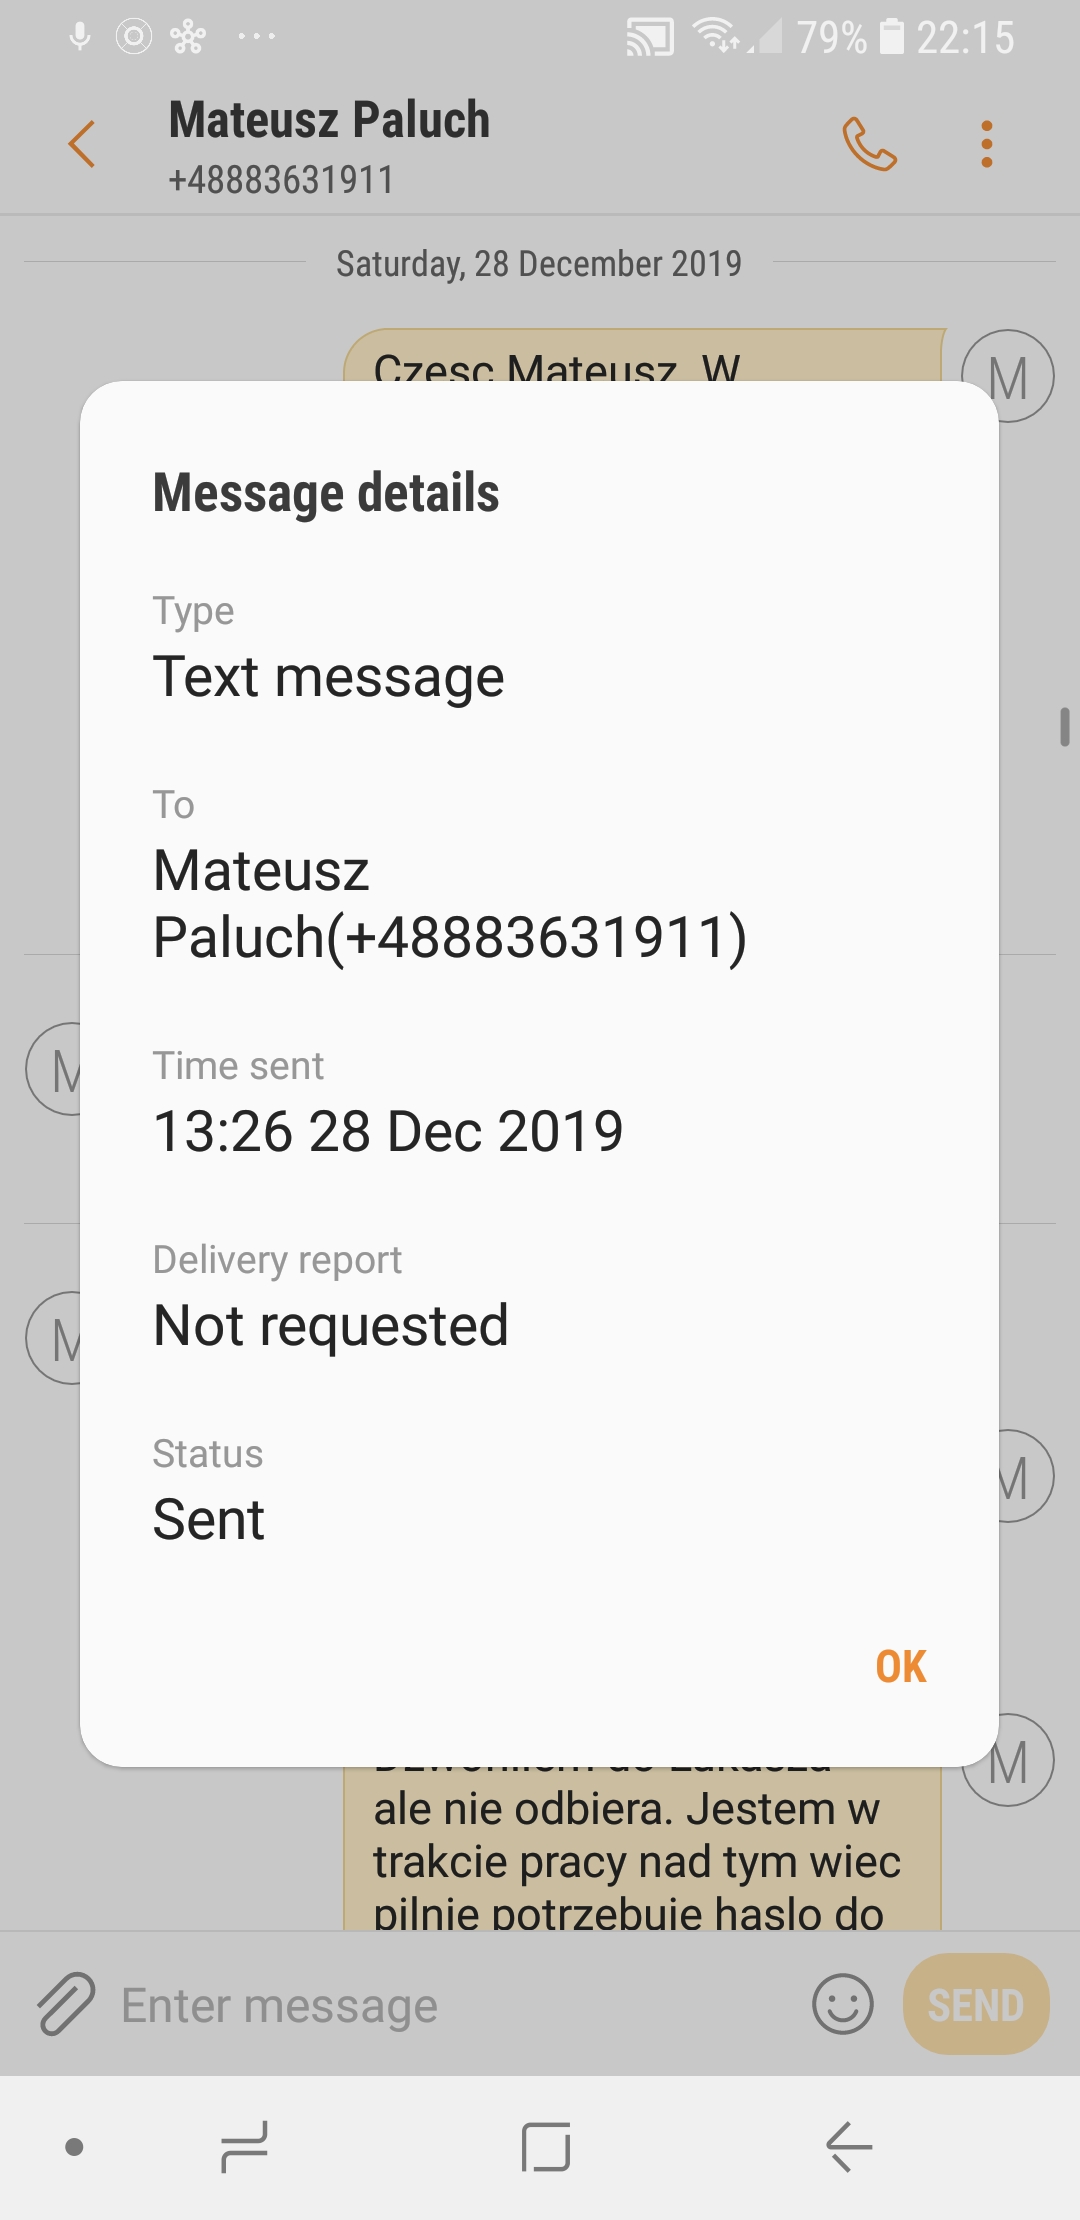 79% 22:15
Mateusz Paluch
+48883631911
Saturday, 28 December 2019
Czesc Mateusz. W
M
Message details
Type
Text message
To
Mateusz
Paluch(+48883631911)
Time sent
13:26 28 Dec 2019
M
Delivery report
Not requested
M
Status
Sent
M
OK
M
ale nie odbiera. Jestem w
trakcie pracy nad tym wiec
pilnie potrzebuje haslo do
Enter message
SEND